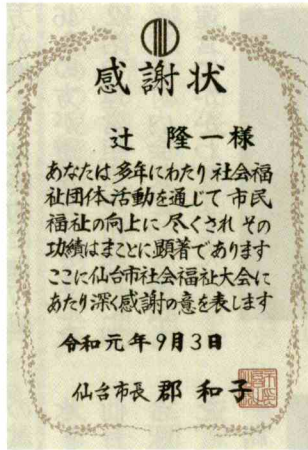 感謝状
辻 隆一様
あなたは多年にわたり社会福
祉団体活動を通じて市民
福祉の向上に尽くされその
功績はまことに顕著であります
ここに仙台市社会福祉大会に
あたり深く感謝の意を表します
令和元年9月3日
仙台市長 郡 和子